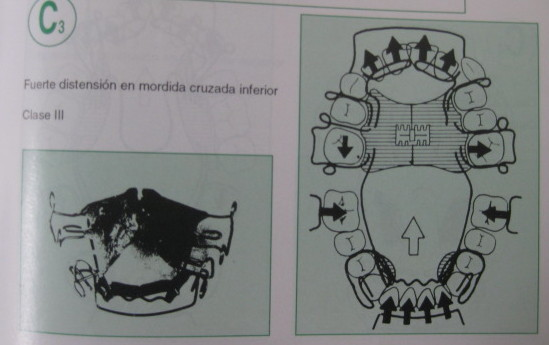 C3
Fuerte distensión en mordida cruzada inferior
Clase III